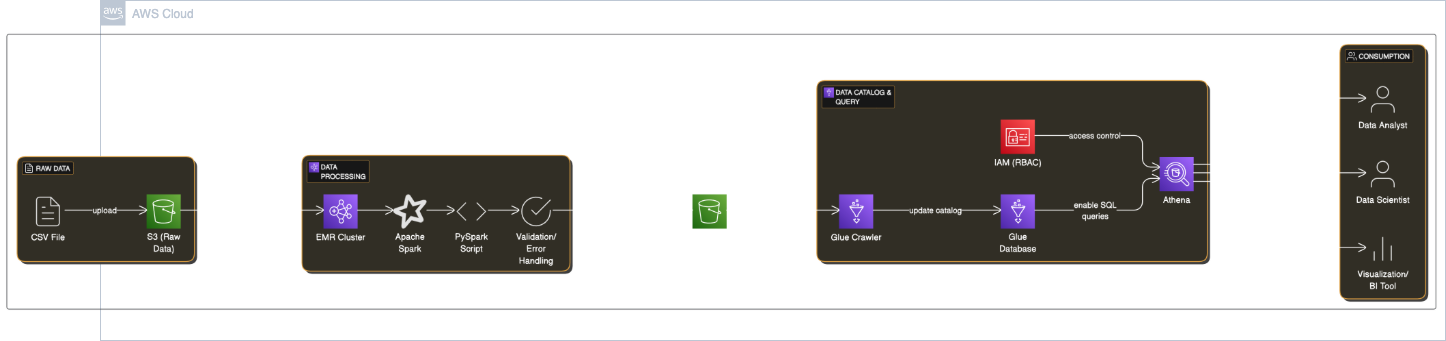 aws
AWS Cloud
RAW DATA
CSV File
upload
S3 (Raw
Data)
DATA
PROCESSING
EMR Cluster
Apache
Spark
PySpark
Script
Validation/
Error
Handling
DATA CATALOG &
QUERY
IAM (RBAC)
access control
Glue Crawler
update catalog
Glue
Database
enable SQL
queries
Athena
CONSUMPTION
Data Analyst
Data Scientist
Visualization/
BI Tool